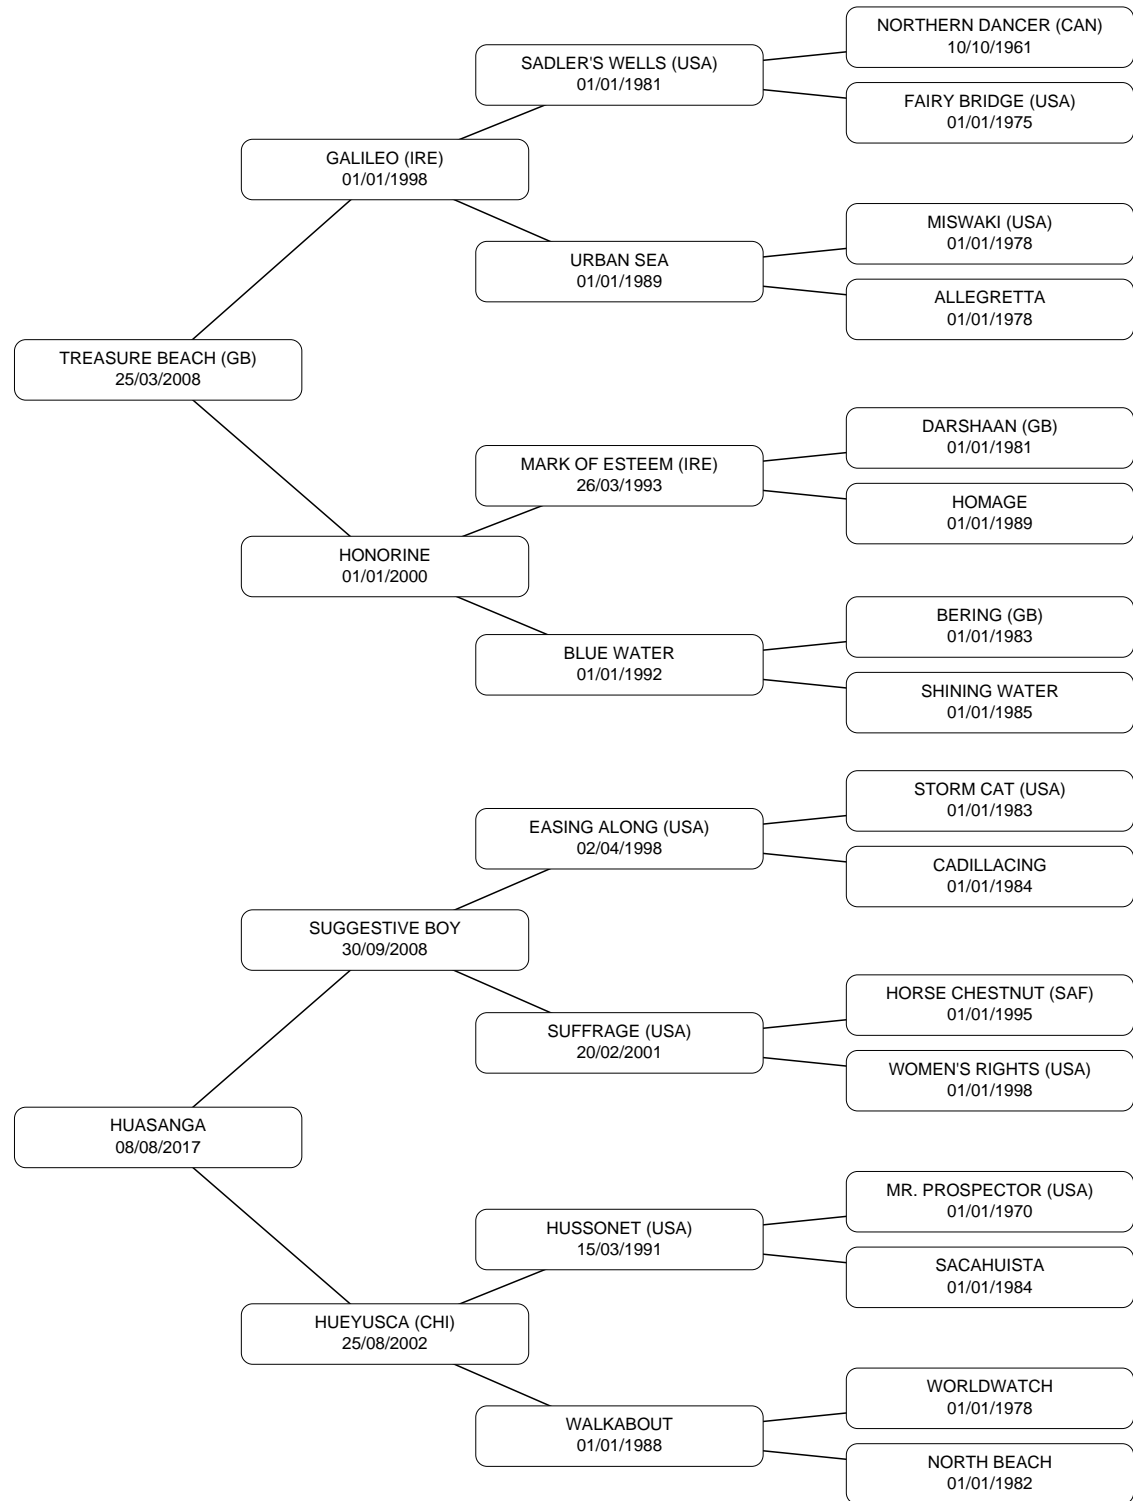 NORTHERN DANCER (CAN)
10/10/1961
SADLER'S WELLS (USA)
01/01/1981
FAIRY BRIDGE (USA)
01/01/1975
GALILEO (IRE)
01/01/1998
MISWAKI (USA)
01/01/1978
URBAN SEA
01/01/1989
ALLEGRETTA
01/01/1978
TREASURE BEACH (GB)
25/03/2008
DARSHAAN (GB)
01/01/1981
MARK OF ESTEEM (IRE)
26/03/1993
HOMAGE
01/01/1989
HONORINE
01/01/2000
BERING (GB)
01/01/1983
BLUE WATER
01/01/1992
SHINING WATER
01/01/1985
STORM CAT (USA)
01/01/1983
EASING ALONG (USA)
02/04/1998
CADILLACING
01/01/1984
SUGGESTIVE BOY
30/09/2008
HORSE CHESTNUT (SAF)
01/01/1995
SUFFRAGE (USA)
20/02/2001
WOMEN'S RIGHTS (USA)
01/01/1998
HUASANGA
08/08/2017
MR. PROSPECTOR (USA)
01/01/1970
HUSSONET (USA)
15/03/1991
SACAHUISTA
01/01/1984
HUEYUSCA (CHI)
25/08/2002
WORLDWATCH
01/01/1978
WALKABOUT
01/01/1988
NORTH BEACH
01/01/1982